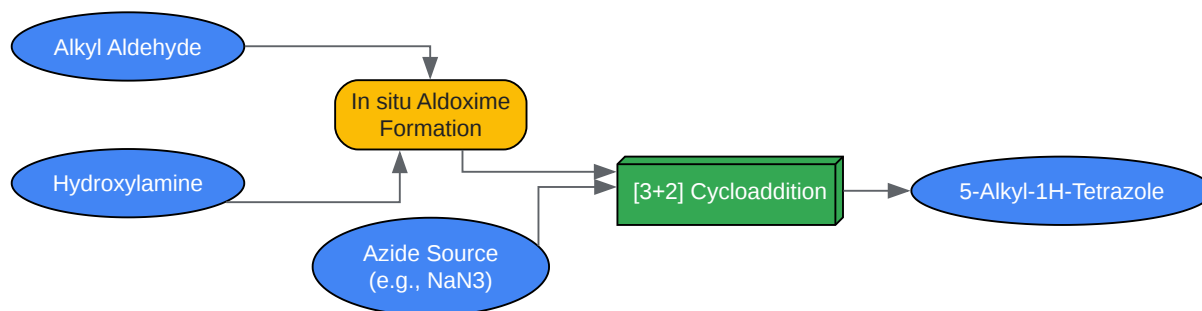 Alkyl Aldehyde
In situ Aldoxime
Formation
Hydroxylamine
[3+2] Cycloaddition
5-Alkyl-1H-Tetrazole
Azide Source
(e.g., NaN3)